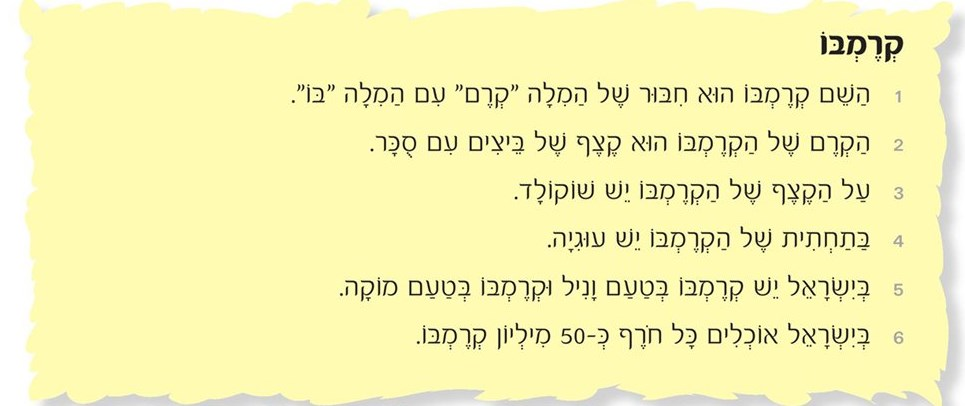 קְרֶמְבּוֹ
1 הַשֵּׁם קְרֶמְבּוֹ הוּא חִבּוּר שֶׁל הַמִלָה "קְרֶם" עִם הַמִלָה "בּוֹ".
2 הַקְרֶם שֶׁל הַקְרֶמְבּוֹ הוּא קֶצֶף שֶׁל בֵּיצִים עִם סֻכָּר.
3 עַל הַקֶצֶף שֶׁל הַקְרֶמְבּוֹ יֵשׁ שׁוֹקוֹלָד.
4 בַּתַחְתִית שֶׁל הַקְרֶמְבּוֹ יֵשׁ עוּגִיָה.
5 בְּיִשְׂרָאֵל יֵשׁ קְרֶמְבּוֹ בְּטַעַם וָנִיל וּקְרֶמְבּוֹ בְּטַעַם מוֹקָה.
6 בְּיִשְׂרָאֵל אוֹכְלִים כָּל חֹרֶף כְּ-50 מִילְיוֹן קְרֶמְבּוֹ.